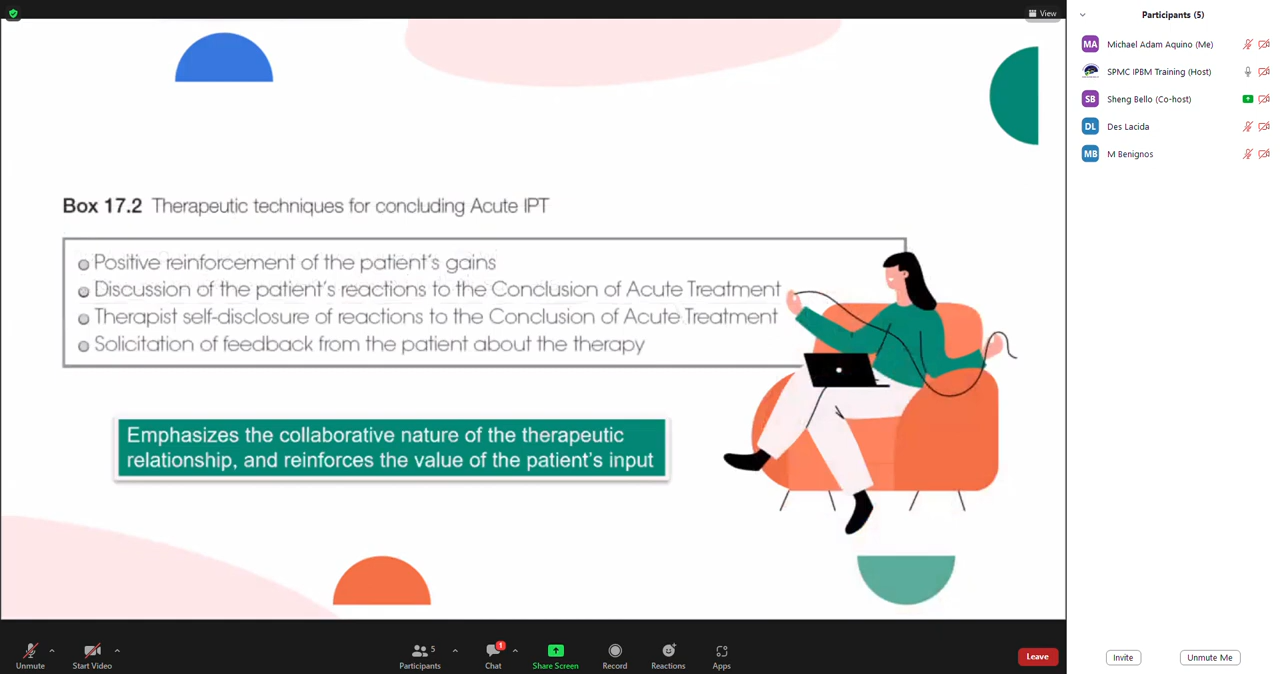 View
Participants (5)
MA Michael Adam Aquino (Me)
SPMC IPBM Training (Host)
SB Sheng Bello (Co-host)
DL Des Lacida
MB M Benignos
Box 17.2 Therapeutic techniques for concluding Acute IPT
Positive reinforcement of the patient's gains
Discussion of the patient's reactions to the Conclusion of Acute Treatment
Therapist self-disclosure of reactions to the Conclusion of Acute Treatment
Solicitation of feedback from the patient about the therapy
Emphasizes the collaborative nature of the therapeutic
relationship, and reinforces the value of the patient's input
Unmute
Start Video
5
Participants
1
Chat
Share Screen
Record
Reactions
Apps
Leave
Invite
Unmute Me